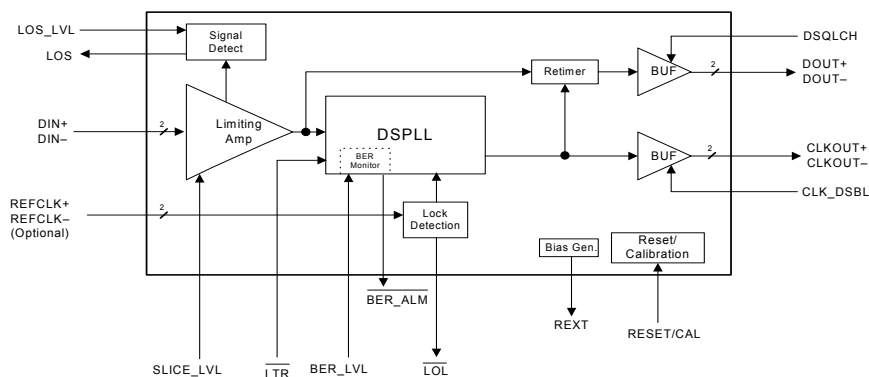 LOS_LVL
LOS
Signal
Detect
DSQLCH
DOUT+
DOUT–
2
BUF
Retimer
DIN+
DIN–
2
Limiting
Amp
DSPLL
BER
Monitor
BUF
2
CLKOUT+
CLKOUT–
CLK_DSBL
REFCLK+
REFCLK–
(Optional)
2
Lock
Detection
Bias Gen.
Reset/
Calibration
BER_ALM
REXT
RESET/CAL
SLICE_LVL
LTR
BER_LVL
LOL